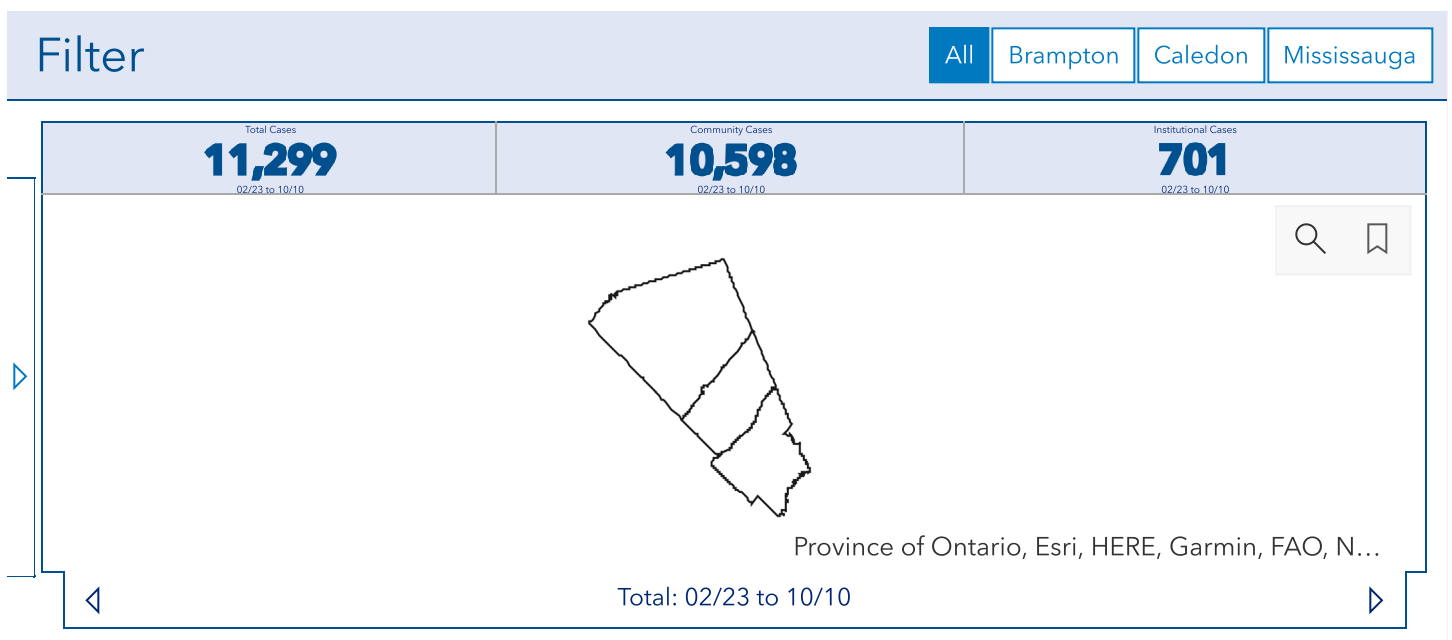 Filter
All
Brampton
Caledon
Mississauga
Total Cases
11,299
02/23 to 10/10
Community Cases
10,598
02/23 to 10/10
Institutional Cases
701
02/23 to 10/10
Province of Ontario, Esri, HERE, Garmin, FAO, N...
Total: 02/23 to 10/10